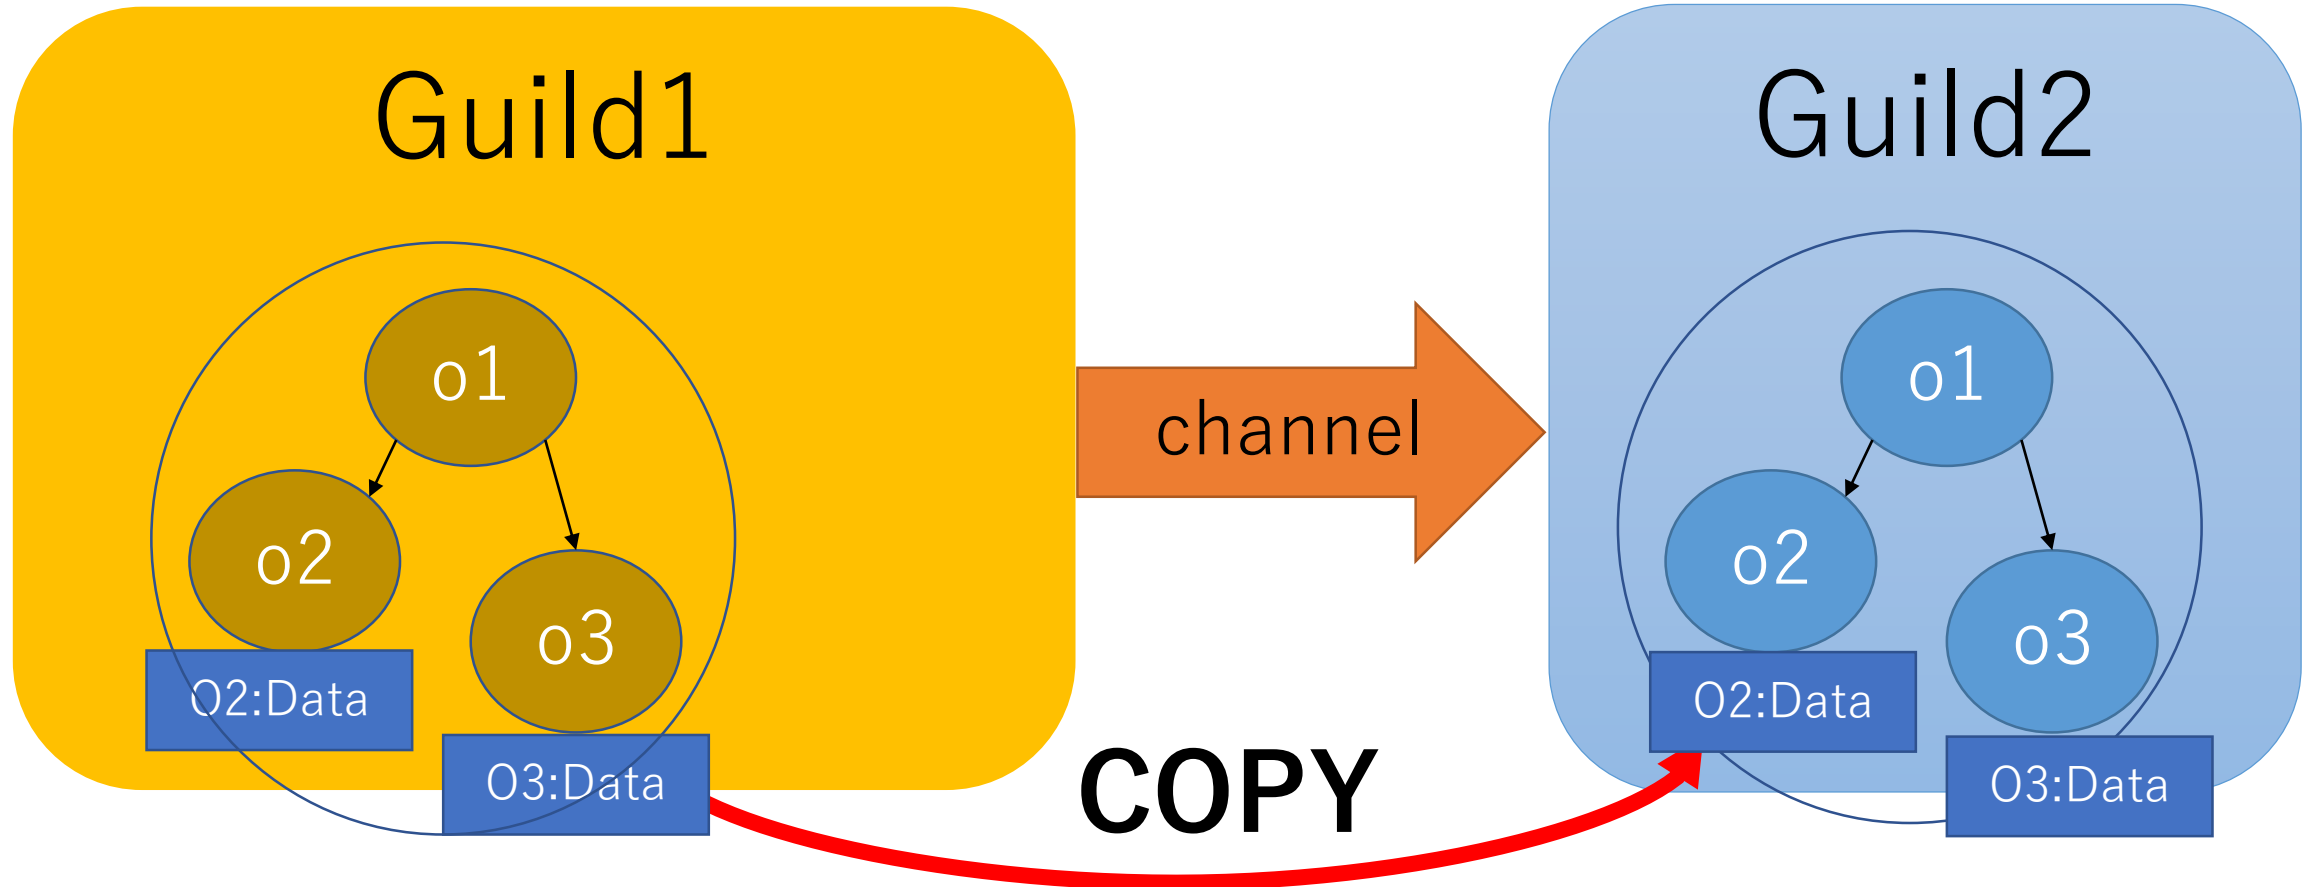 Guild1
o1
o2
o3
O2:Data
O3:Data
channel
COPY
Guild2
o1
o2
o3
O2:Data
O3:Data